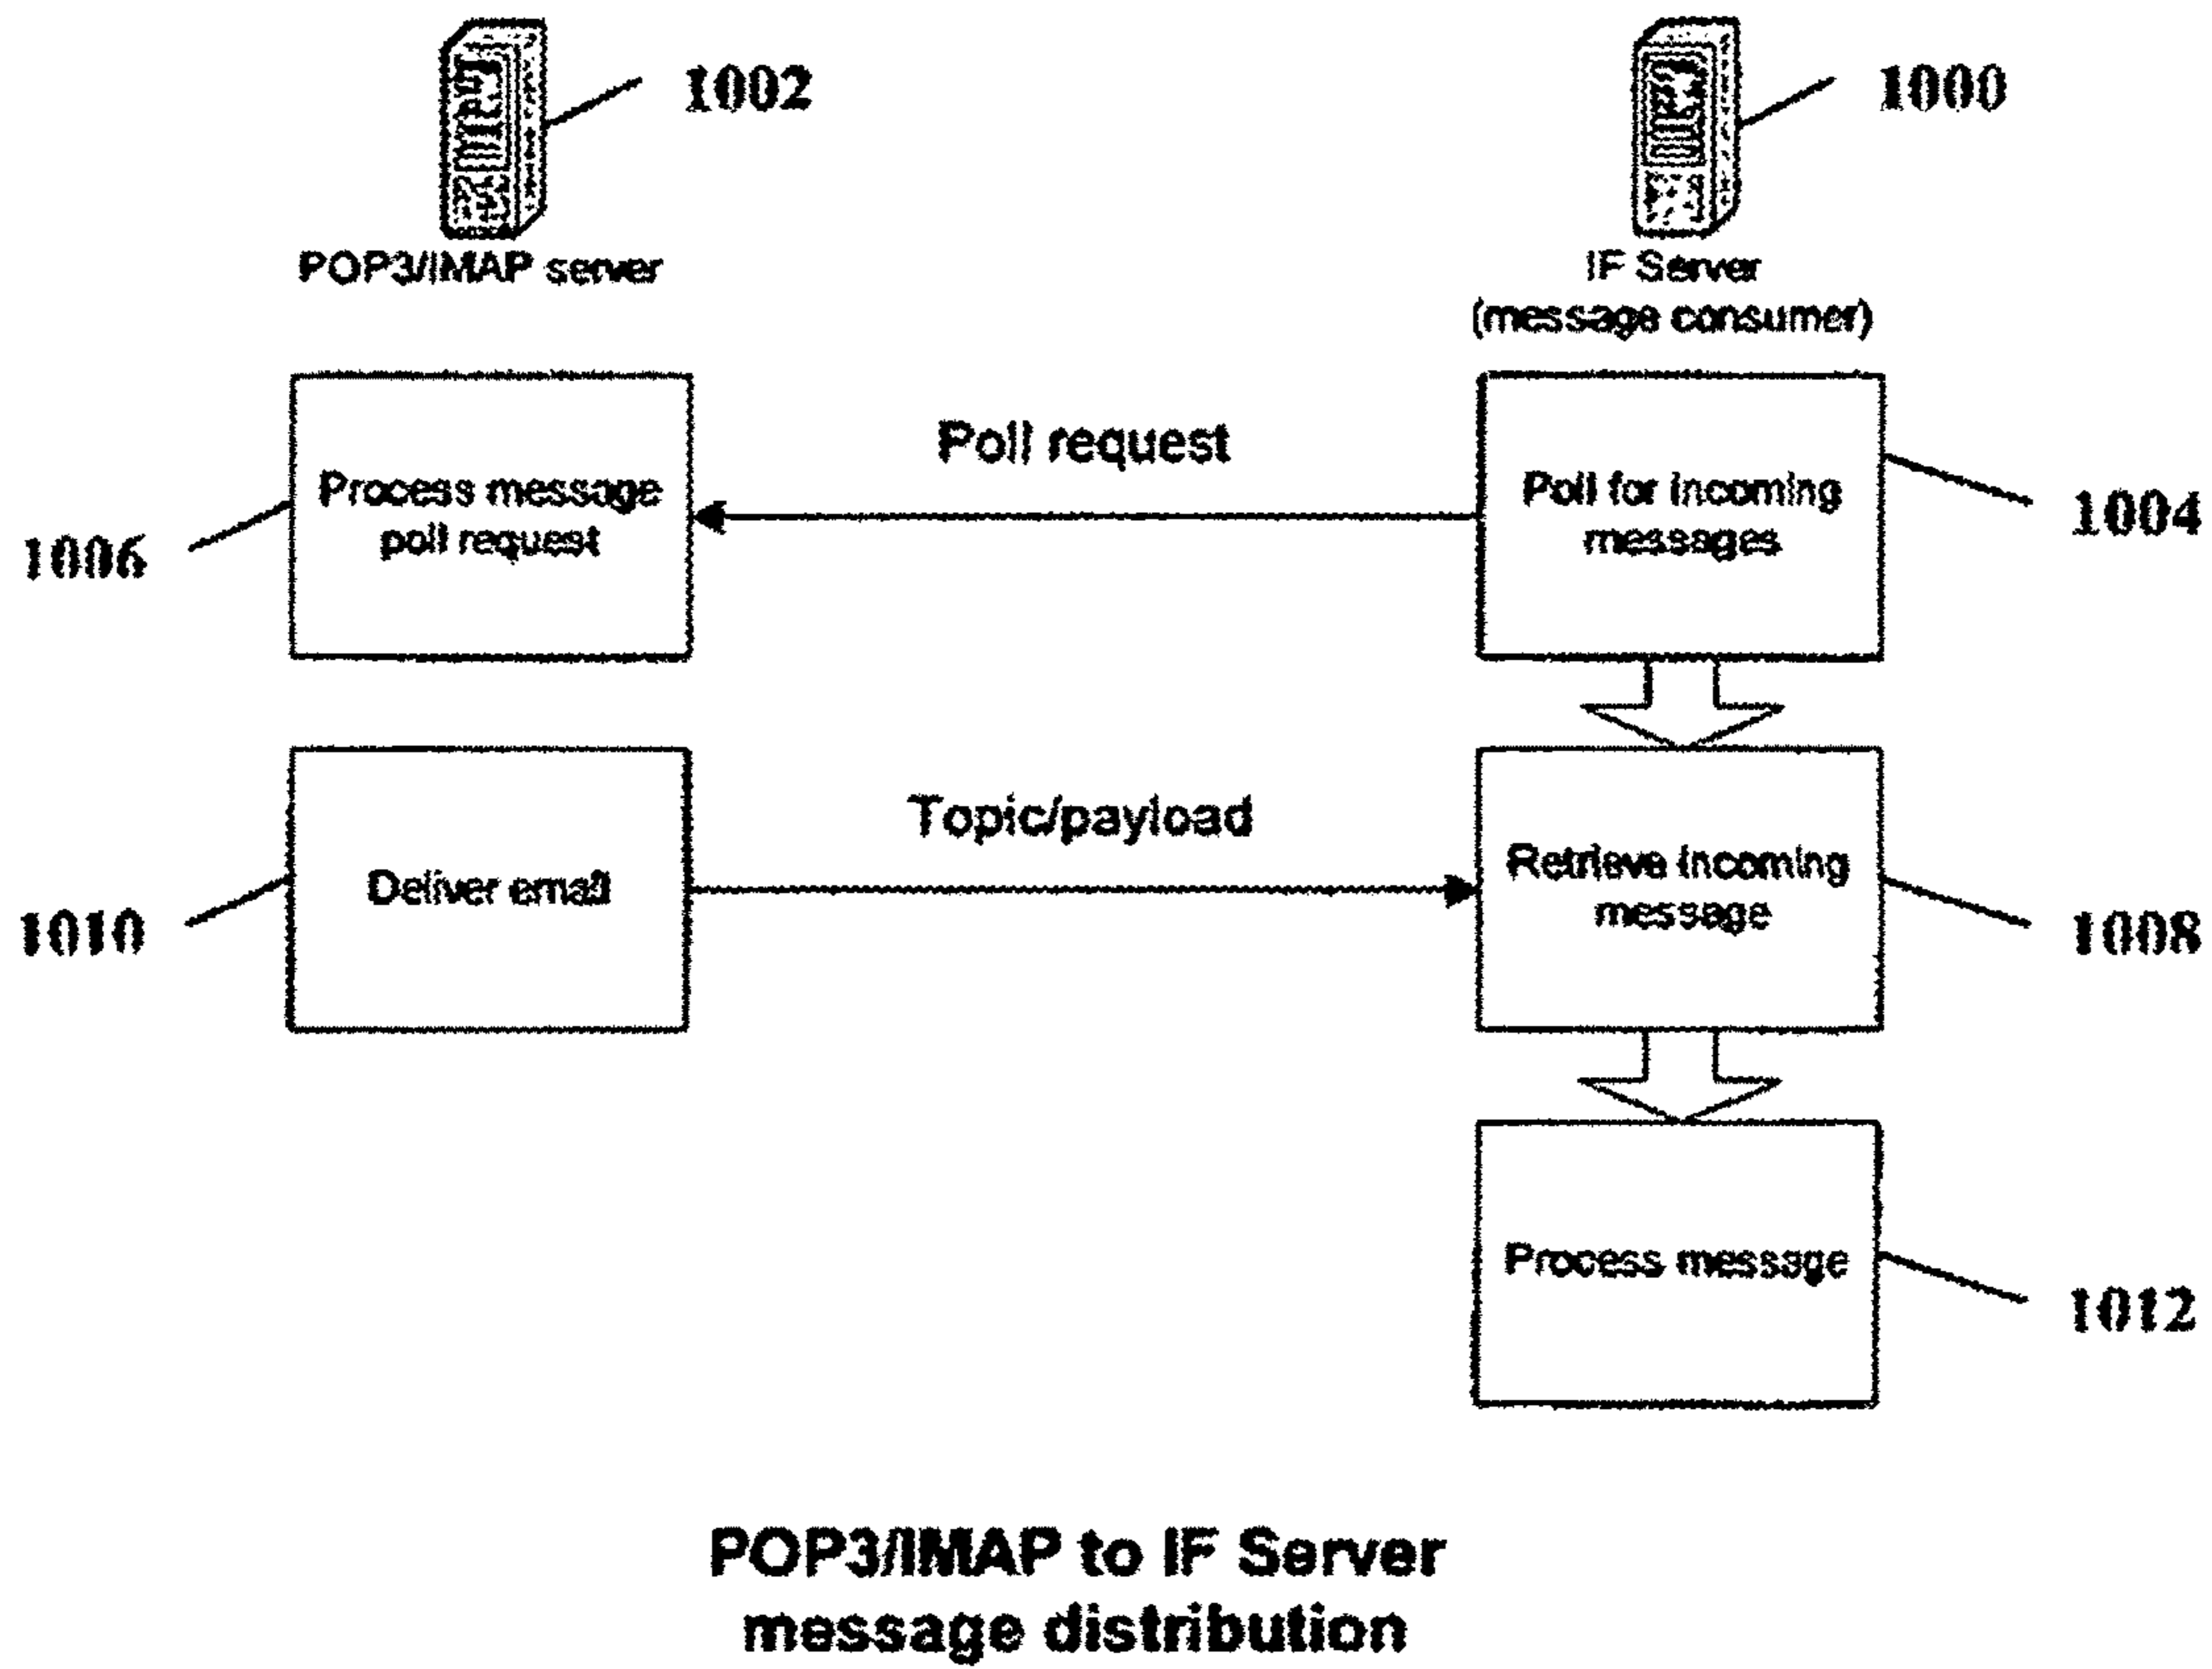 1002
1000
POP3/IMAP server
IF Server
(message consumer)
Poll request
Process message
poll request
Poll for incoming
messages
1004
1006
Topic/payload
Deliver email
Retrieve incoming
message
1010
1008
Process message
1012
POP3/IMAP to IF Server
message distribution